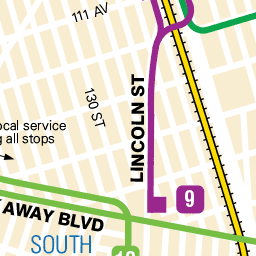 111 AV
130 ST
LINCOLN ST
ocal service
g all stops
9
AWAY BLVD
SOUTH